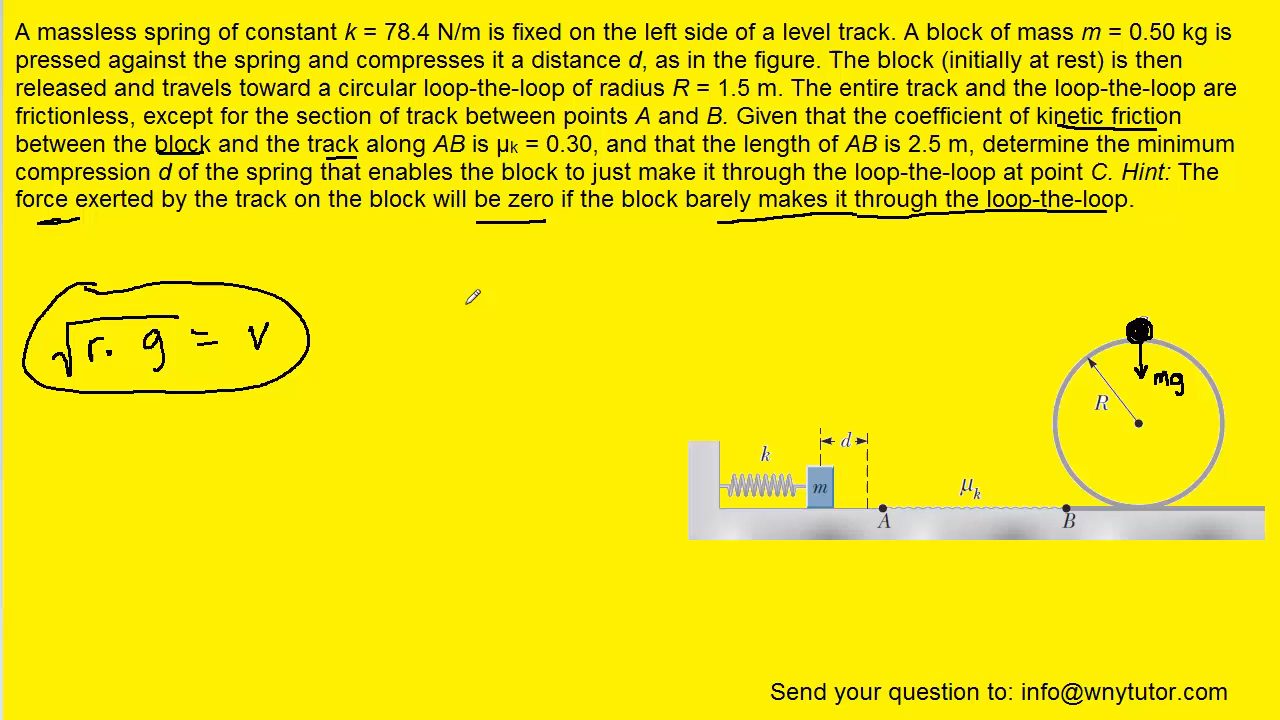 A massless spring of constant k = 78.4 N/m is fixed on the left side of a level track. A block of mass m = 0.50 kg is
pressed against the spring and compresses it a distance d, as in the figure. The block (initially at rest) is then
released and travels toward a circular loop-the-loop of radius R = 1.5 m. The entire track and the loop-the-loop are
frictionless, except for the section of track between points A and B. Given that the coefficient of kinetic friction
between the block and the track along AB is μk = 0.30, and that the length of AB is 2.5 m, determine the minimum
compression d of the spring that enables the block to just make it through the loop-the-loop at point C. Hint: The
force exerted by the track on the block will be zero if the block barely makes it through the loop-the-loop.
√r. g = v
mg
R
d
k
m
μk
A
B
Send your question to: info@wnytutor.com